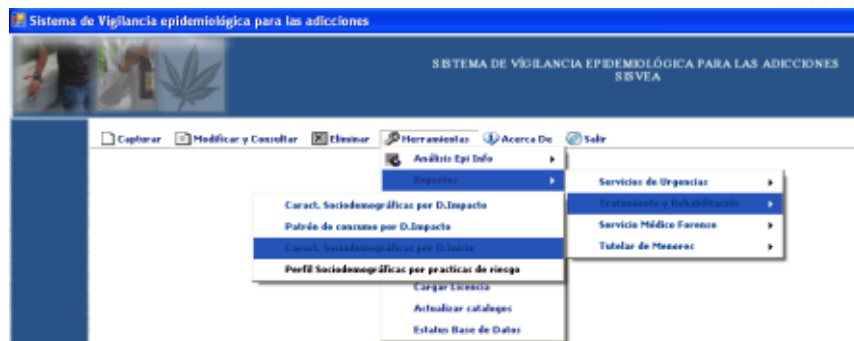 Sistema de Vigilancia epidemiológica para las adicciones
SISTEMA DE VÍGILANCIA EPIDEMIOLÓGICA PARA LAS ADICCIONES
SISVEA
Capturar Modificar y Consultar Eliminar Herramientas Acerca De Salir
Análisis Epi Info
Reportes
Servicios de Urgencias
Tratamiento y Rehabilitación
Servicio Médico Forense
Tutelar de Menores
Caract. Sociodemográficas por D.Impacto
Patrón de consumo por D.Impacto
Caract. Sociodemográficas por D.Inicio
Perfil Sociodemográficas por practicas de riesgo
Cargar Licencia
Actualizar catalogos
Estatus Base de Datos